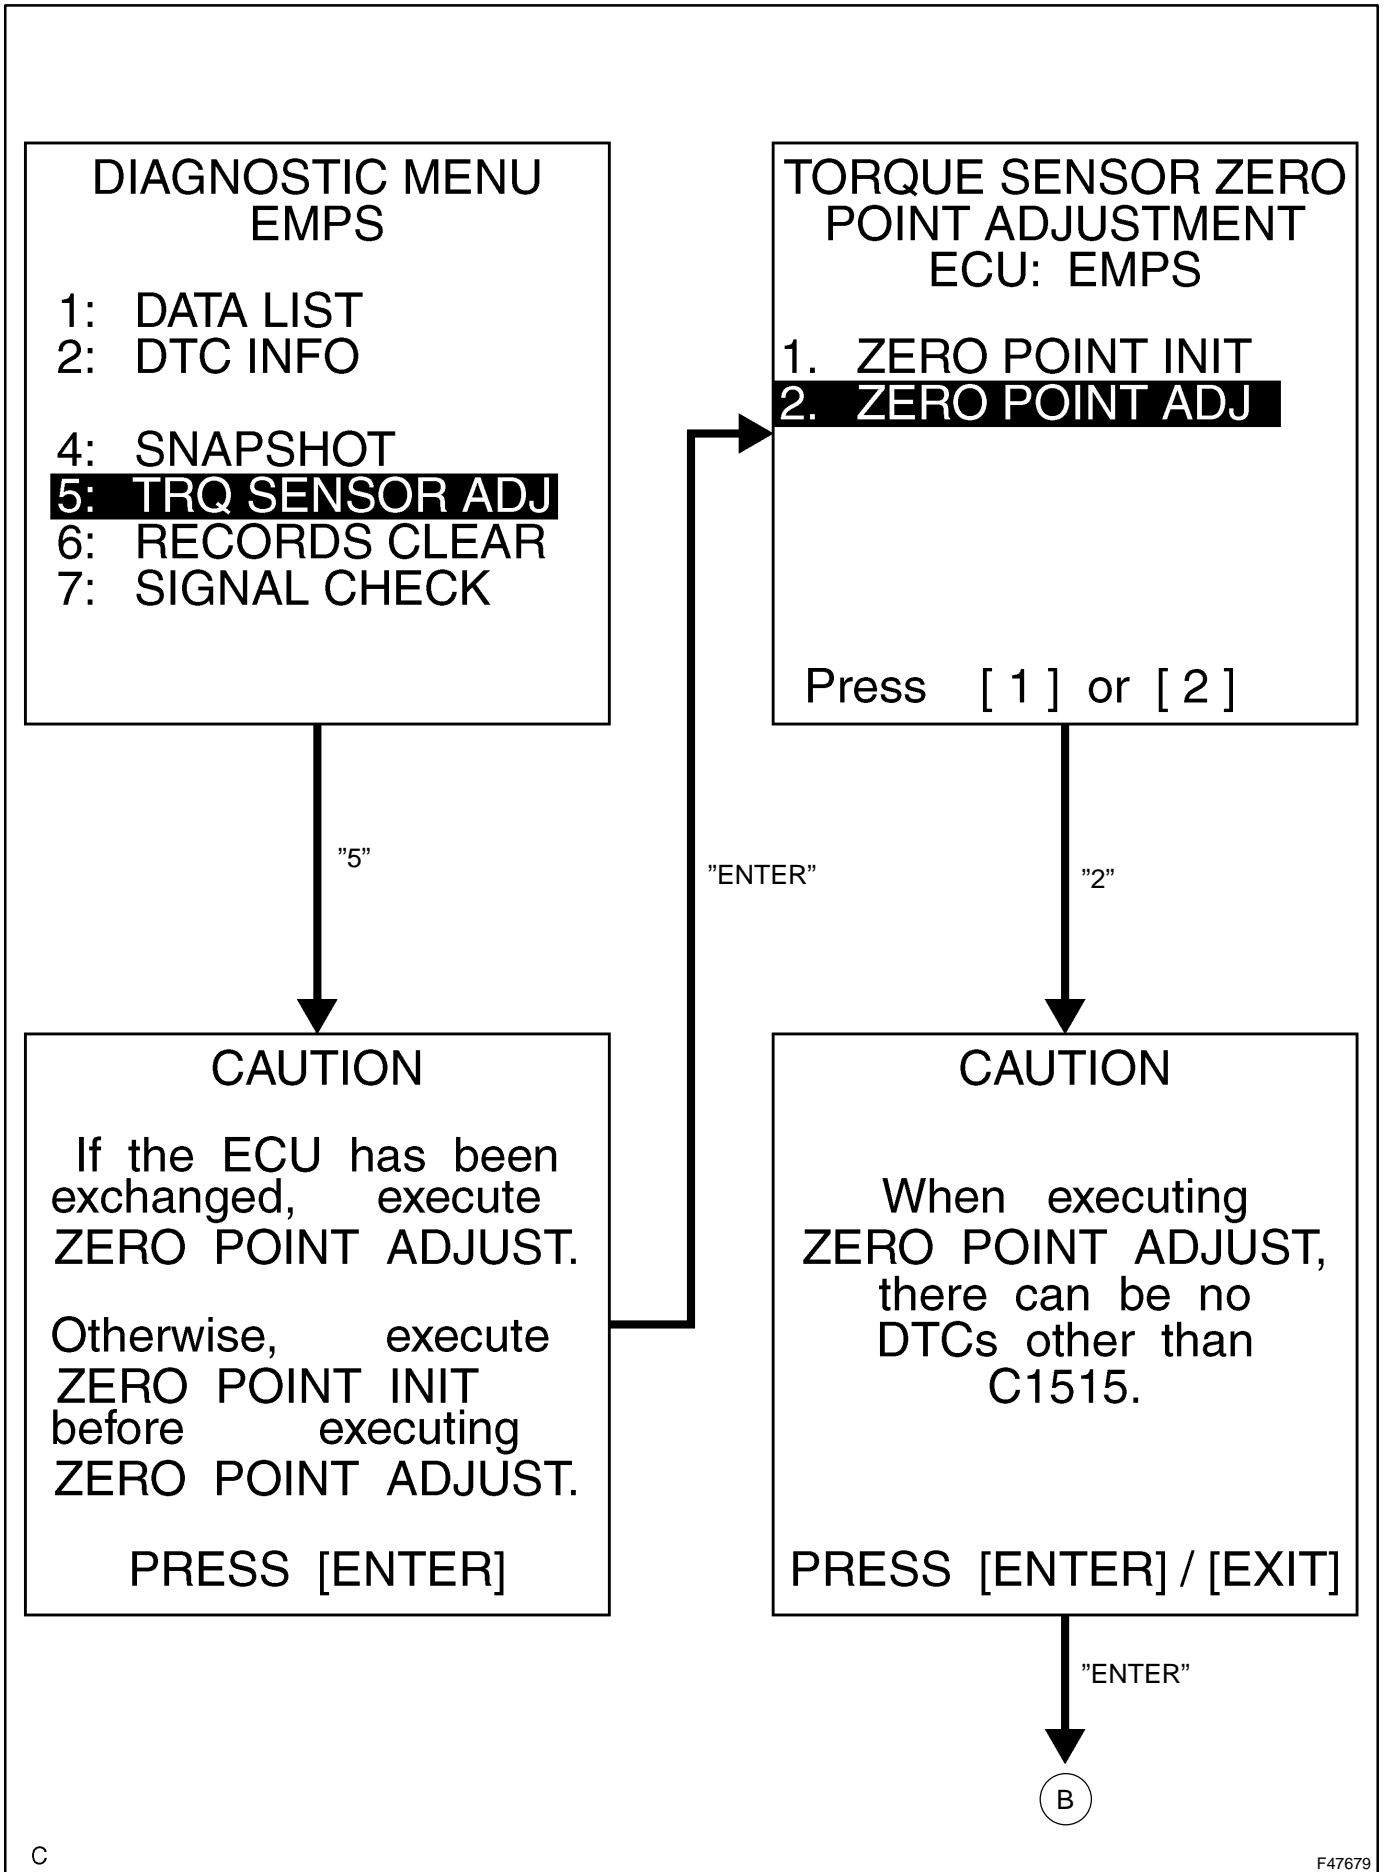 DIAGNOSTIC MENU
EMPS
1: DATA LIST
2: DTC INFO
4: SNAPSHOT
5: TRQ SENSOR ADJ
6: RECORDS CLEAR
7: SIGNAL CHECK
”5”
CAUTION
If the ECU has been
exchanged, execute
ZERO POINT ADJUST.
Otherwise, execute
ZERO POINT INIT
before executing
ZERO POINT ADJUST.
PRESS [ENTER]
”ENTER”
TORQUE SENSOR ZERO
POINT ADJUSTMENT
ECU: EMPS
1. ZERO POINT INIT
2. ZERO POINT ADJ
Press [ 1 ] or [ 2 ]
”2”
CAUTION
When executing
ZERO POINT ADJUST,
there can be no
DTCs other than
C1515.
PRESS [ENTER] / [EXIT]
”ENTER”
B
C
F47679